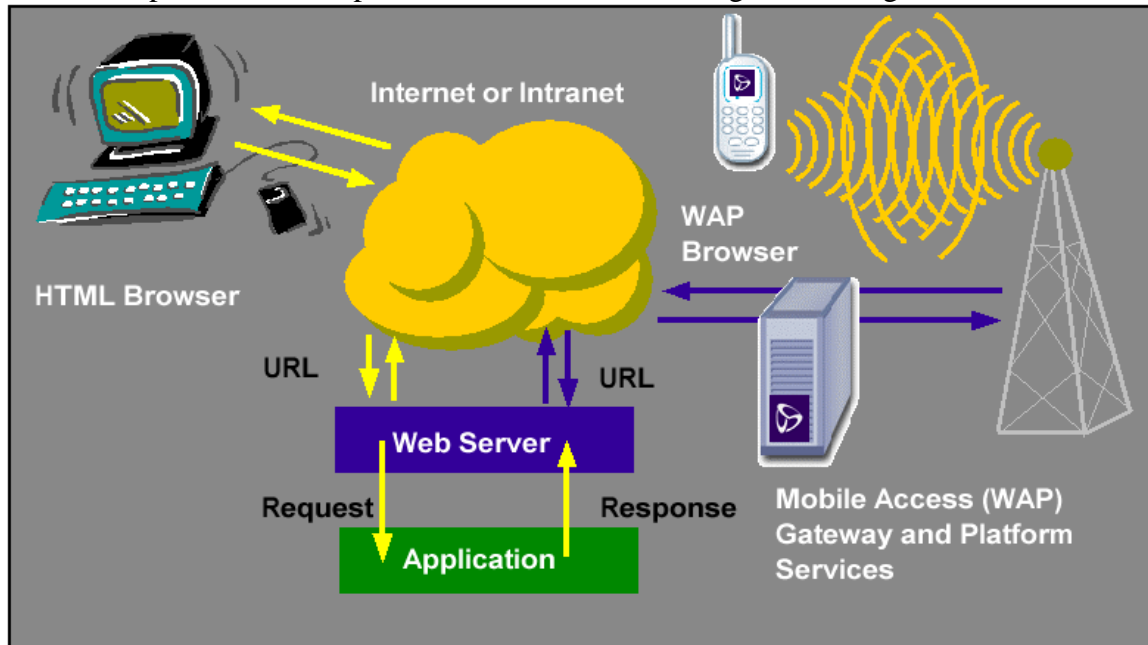 Internet or Intranet
WAP
Browser
HTML Browser
URL
URL
Web Server
Request
Response
Application
Mobile Access (WAP)
Gateway and Platform
Services